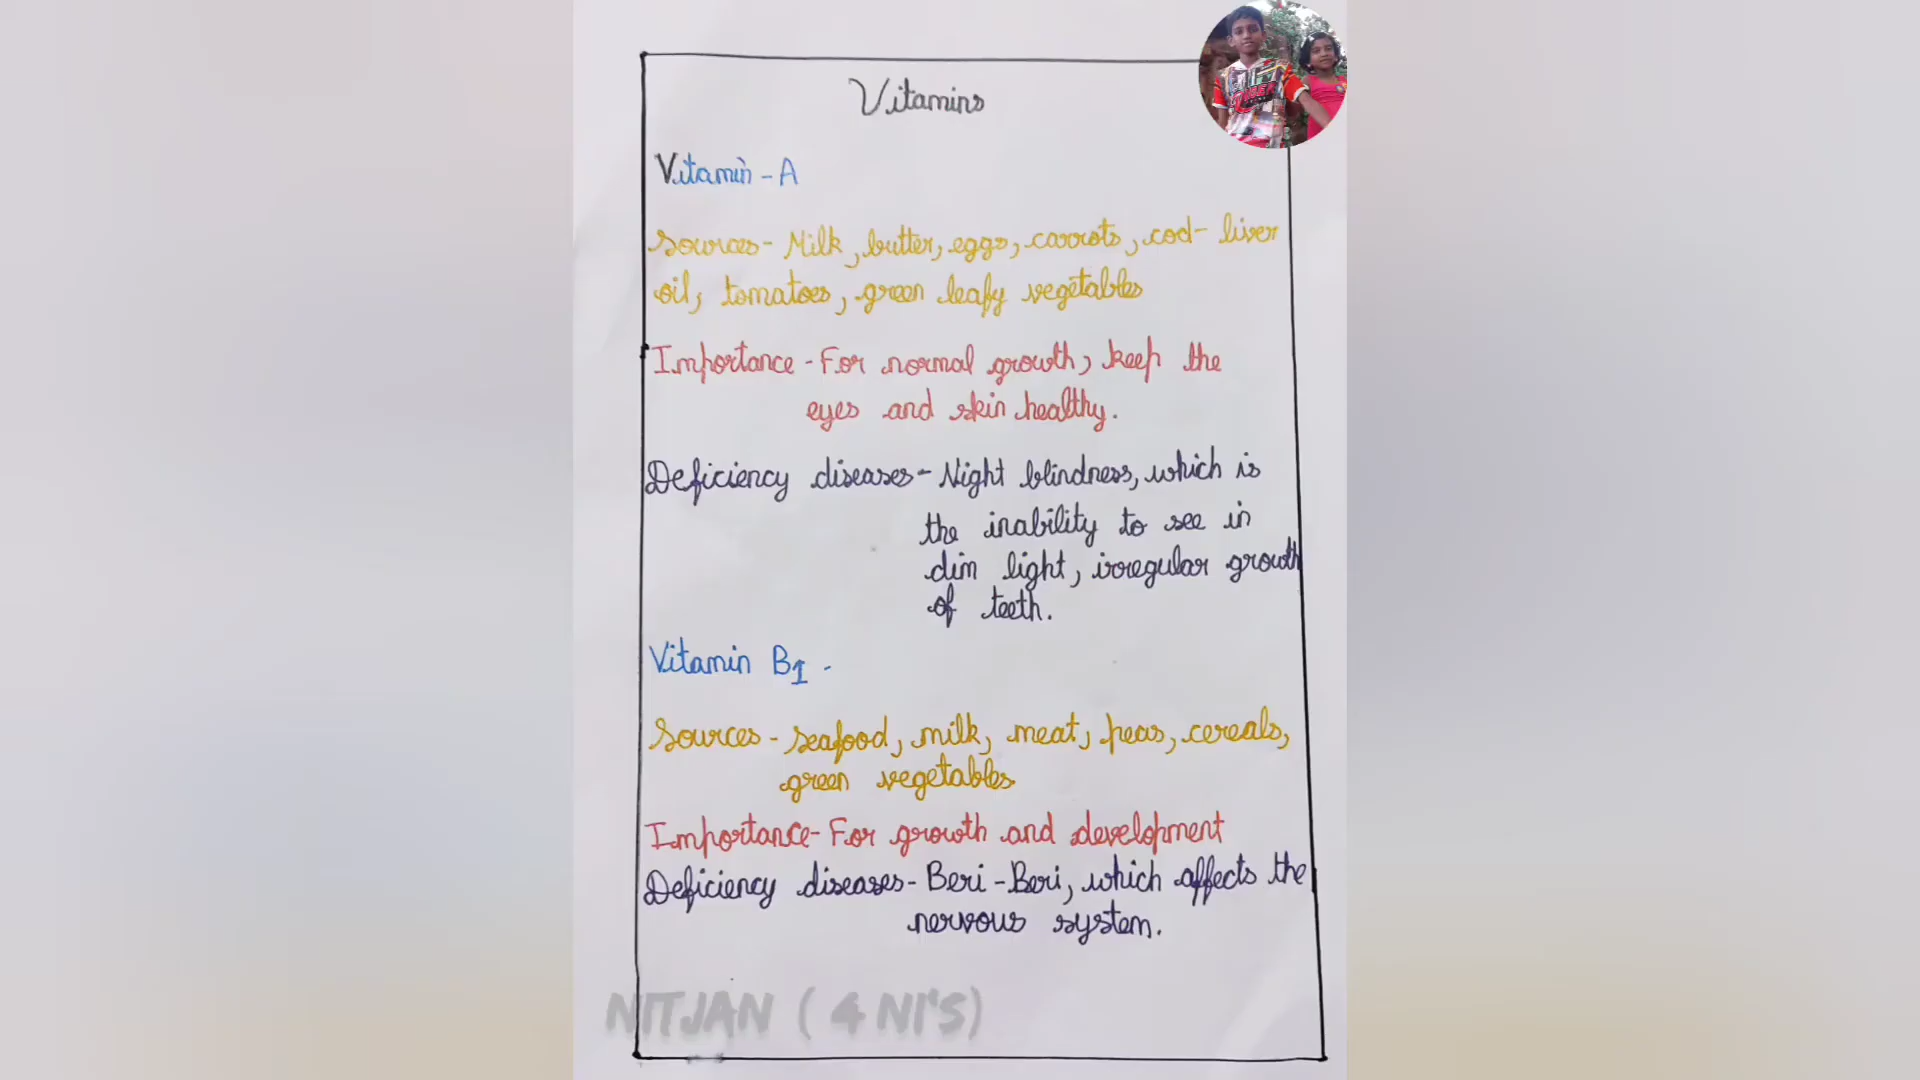 Vitamins
Vitamin - A
Sources - Milk, butter, eggs, carrots, cod - liver
oil, tomatoes, green leafy vegetables
Importance - For normal growth, keep the
eyes and skin healthy.
Deficiency diseases - Night blindness, which is
the inability to see in
dim light, irregular growth
of teeth.
Vitamin B1 -
Sources - seafood, milk, meat, peas, cereals,
green vegetables
Importance - For growth and development
Deficiency diseases - Beri - Beri, which affects the
nervous system.
NITJAN ( 4 NI'S)